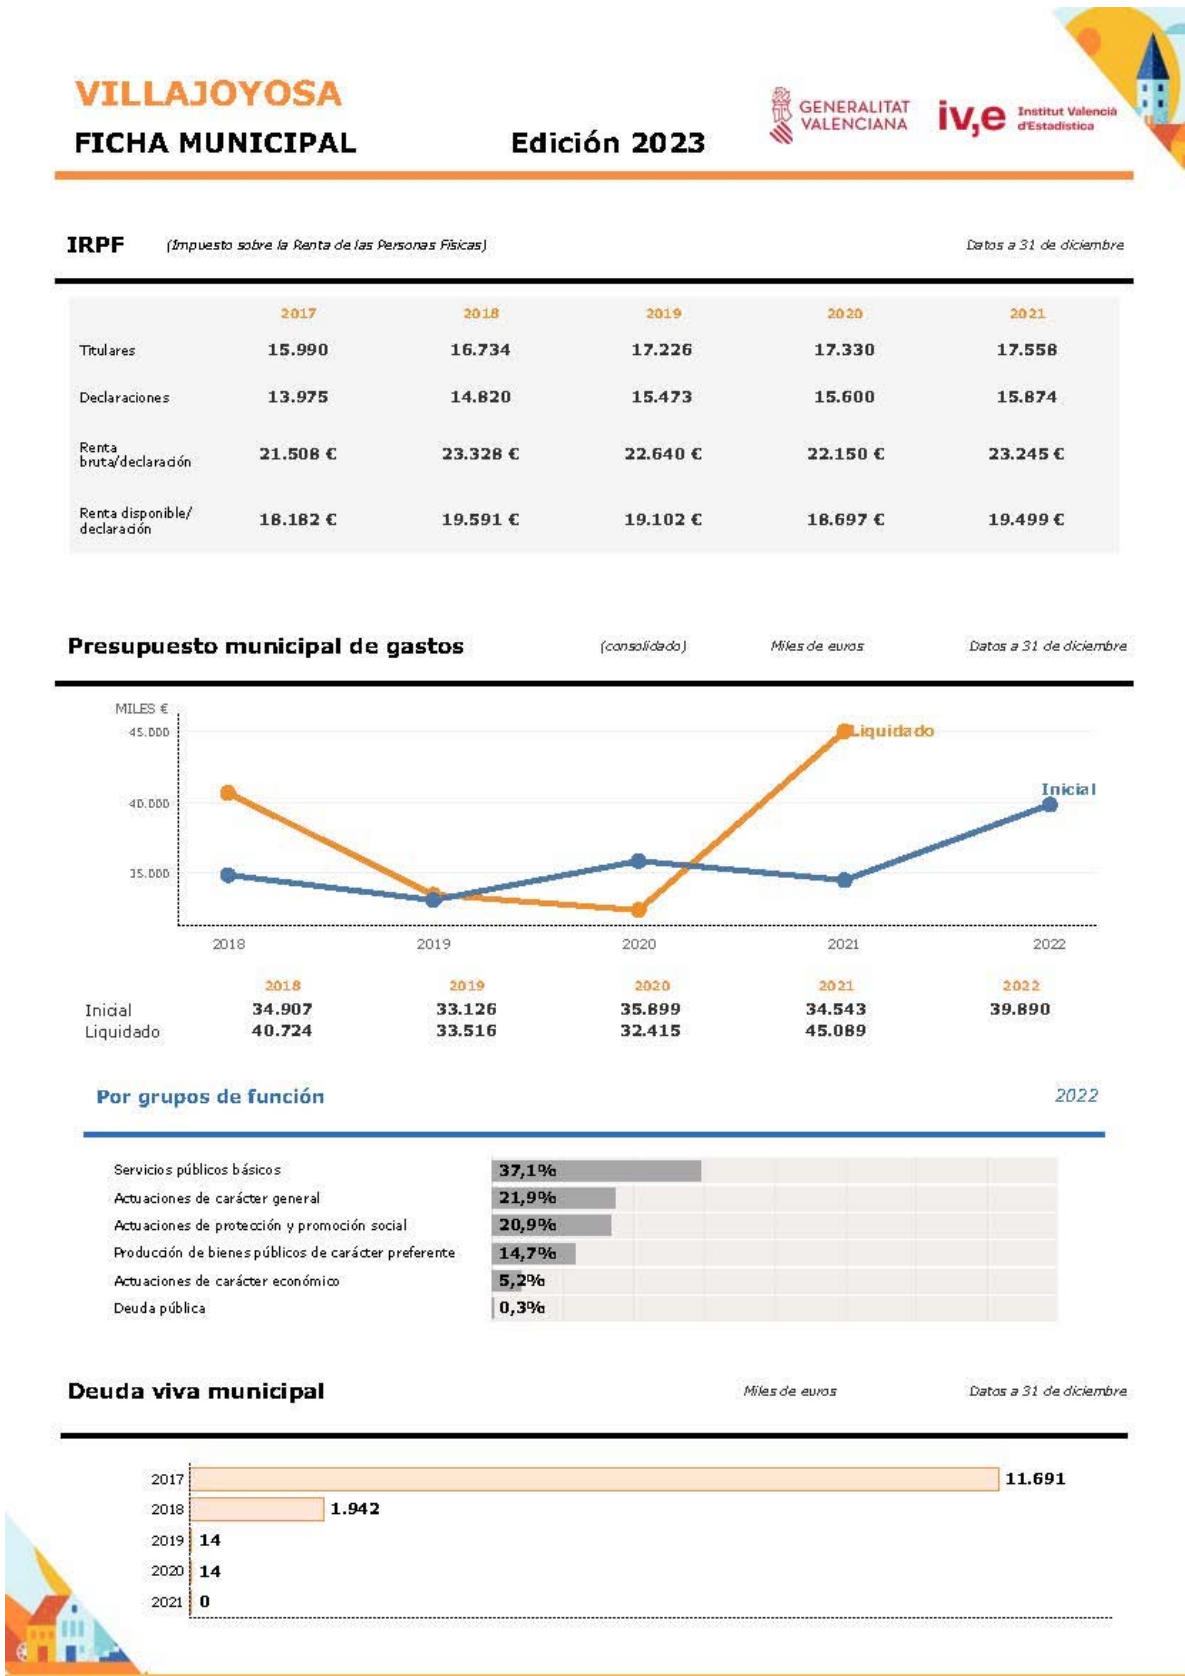 VILLAJOYOSA
FICHA MUNICIPAL Edición 2023
GENERALITAT
VALENCIANA
iv,e
Institut Valencià
d'Estadística
IRPF (Impuesto sobre la Renta de las Personas Físicas) Datos a 31 de diciembre
2017 2018 2019 2020 2021
Titulares 15.990 16.734 17.226 17.330 17.558
Declaraciones 13.975 14.820 15.473 15.600 15.874
Renta
bruta/declaración 21.508 € 23.328 € 22.640 € 22.150 € 23.245 €
Renta disponible/
declaración 18.182 € 19.591 € 19.102 € 18.697 € 19.499 €
Presupuesto municipal de gastos (consolidado) Miles de euros Datos a 31 de diciembre
MILES €
45.000
Liquidado
Inicial
40.000
35.000
2018 2019 2020 2021 2022
2018 2019 2020 2021 2022
Inicial 34.907 33.126 35.899 34.543 39.890
Liquidado 40.724 33.516 32.415 45.089
Por grupos de función 2022
Servicios públicos básicos 37,1%
Actuaciones de carácter general 21,9%
Actuaciones de protección y promoción social 20,9%
Producción de bienes públicos de carácter preferente 14,7%
Actuaciones de carácter económico 5,2%
Deuda pública 0,3%
Deuda viva municipal Miles de euros Datos a 31 de diciembre
2017 11.691
2018 1.942
2019 14
2020 14
2021 0